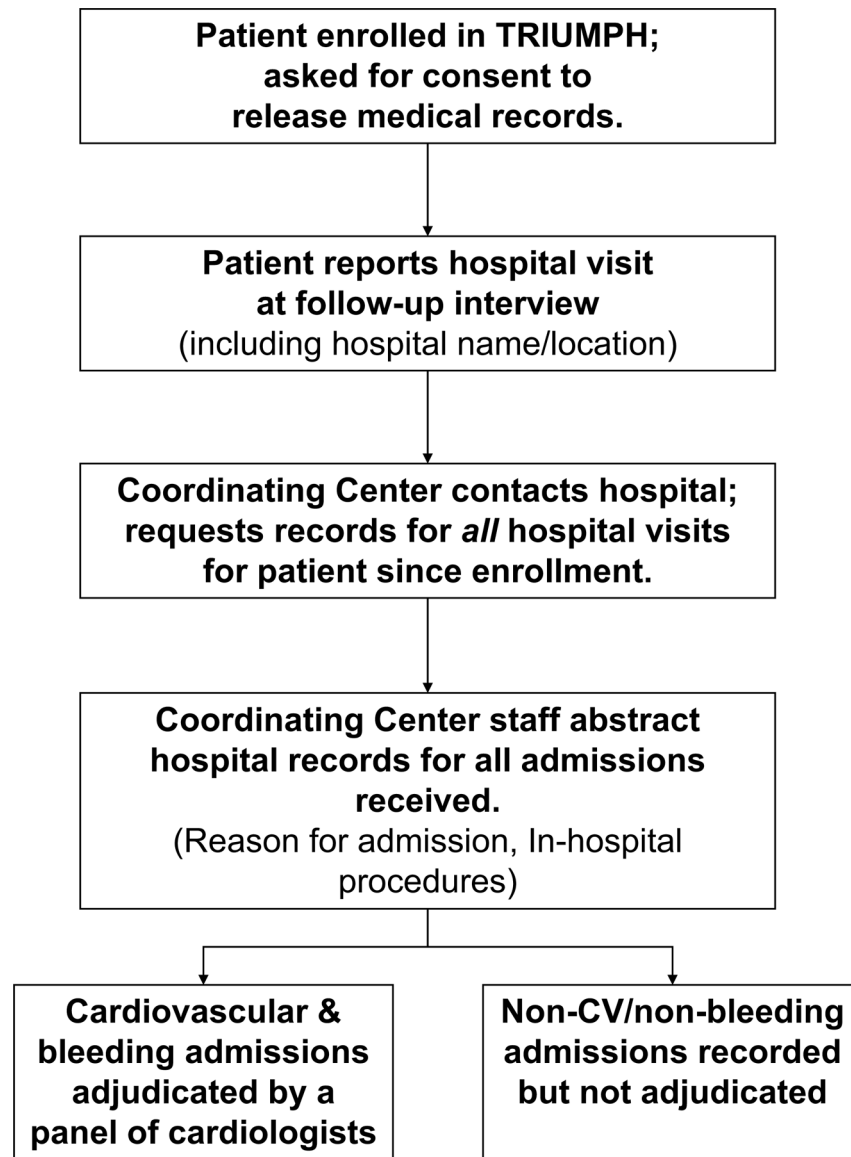 Patient enrolled in TRIUMPH;
asked for consent to
release medical records.
Patient reports hospital visit
at follow-up interview
(including hospital name/location)
Coordinating Center contacts hospital;
requests records for all hospital visits
for patient since enrollment.
Coordinating Center staff abstract
hospital records for all admissions
received.
(Reason for admission, In-hospital
procedures)
Cardiovascular &
bleeding admissions
adjudicated by a
panel of cardiologists
Non-CV/non-bleeding
admissions recorded
but not adjudicated